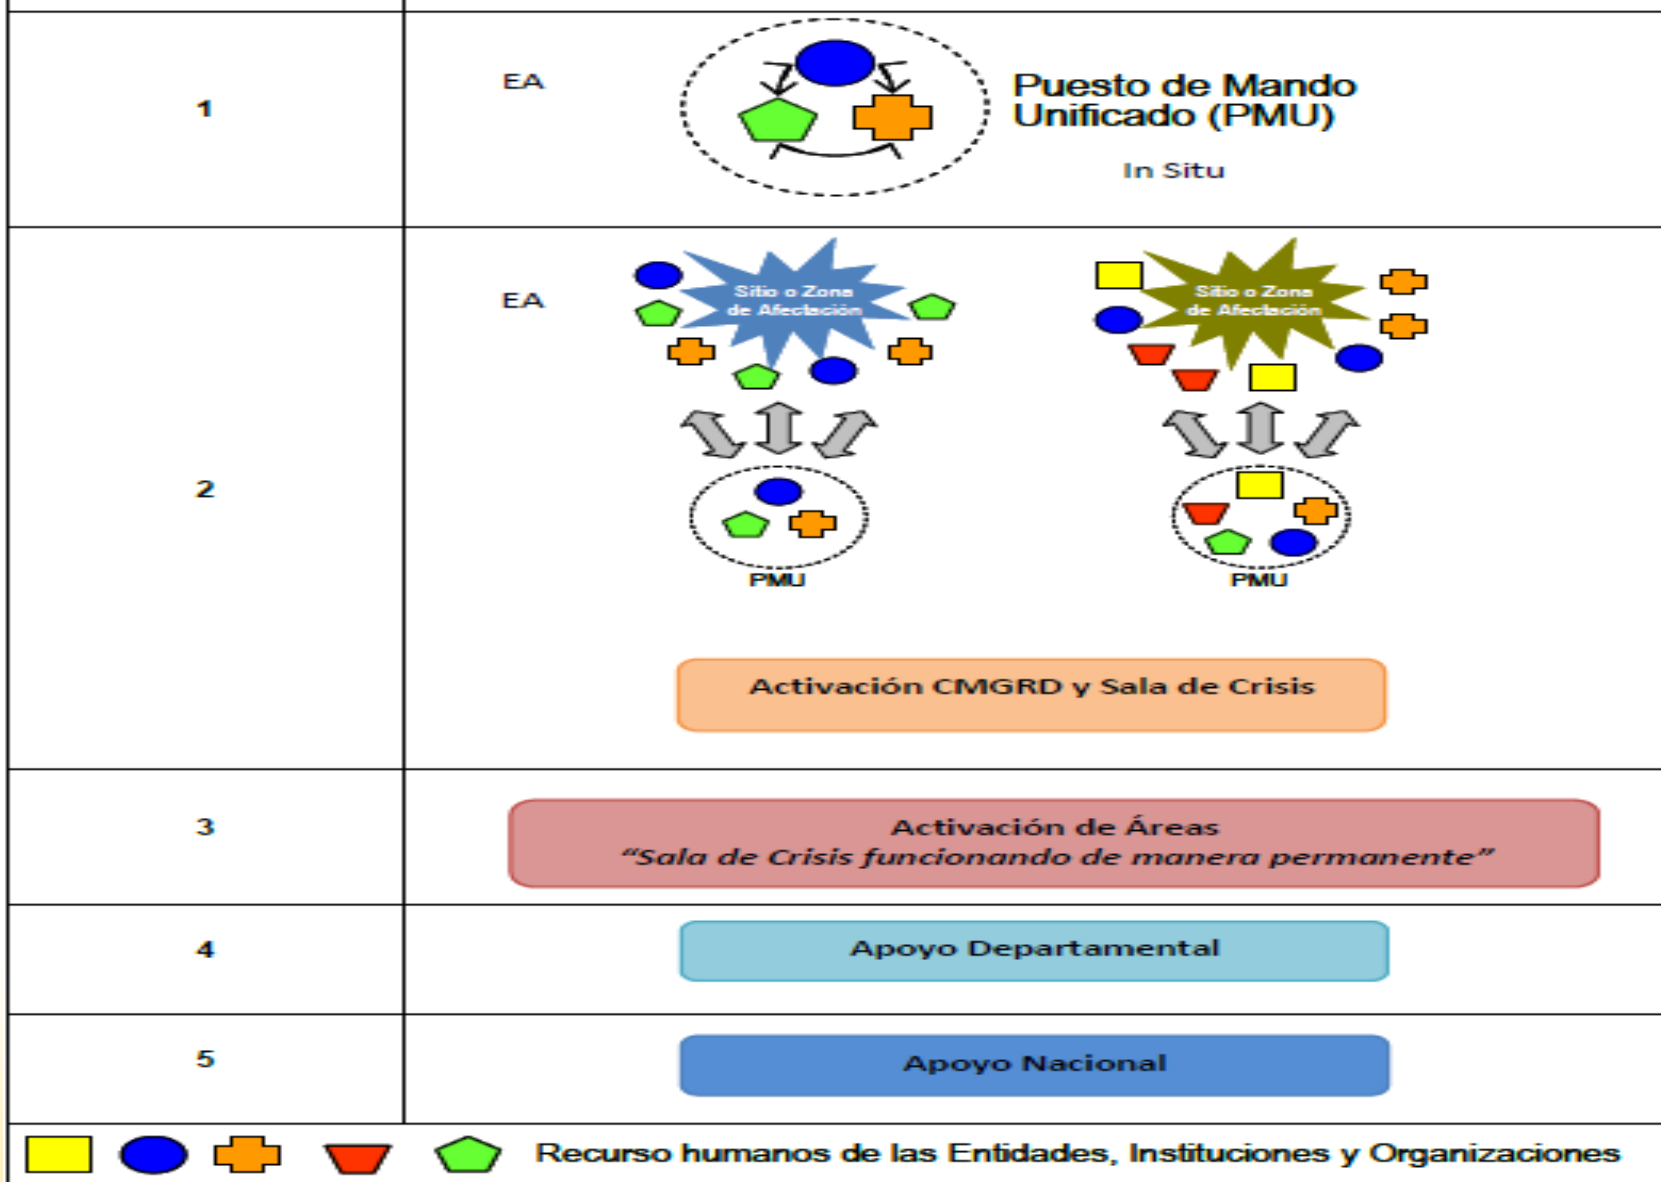 1
EA
Puesto de Mando
Unificado (PMU)
In Situ
2
EA
Sitio o Zona
de Afectación
Sitio o Zona
de Afectación
PMU
PMU
Activación CMGRD y Sala de Crisis
3
Activación de Áreas
“Sala de Crisis funcionando de manera permanente”
4
Apoyo Departamental
5
Apoyo Nacional
Recurso humanos de las Entidades, Instituciones y Organizaciones